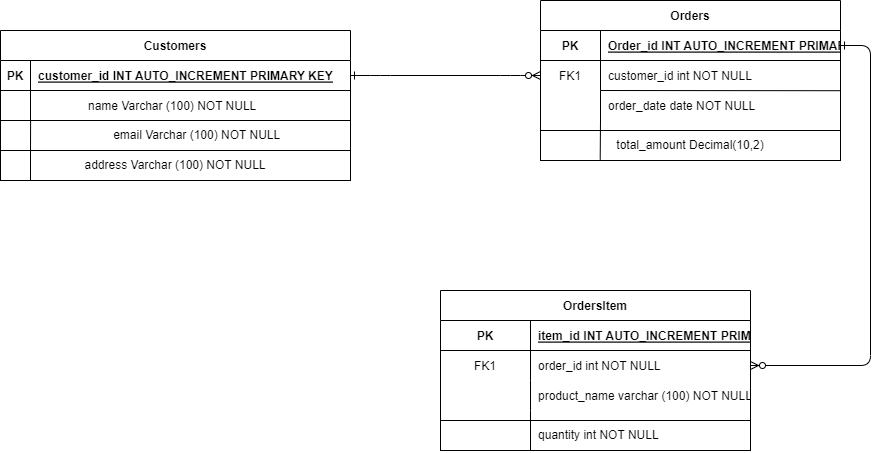 Customers
PK customer_id INT AUTO_INCREMENT PRIMARY KEY
name Varchar (100) NOT NULL
email Varchar (100) NOT NULL
address Varchar (100) NOT NULL
Orders
PK Order_id INT AUTO_INCREMENT PRIMA
FK1 customer_id int NOT NULL
order_date date NOT NULL
total_amount Decimal(10,2)
OrdersItem
PK item_id INT AUTO_INCREMENT PRIM
FK1 order_id int NOT NULL
product_name varchar (100) NOT NULL
quantity int NOT NULL